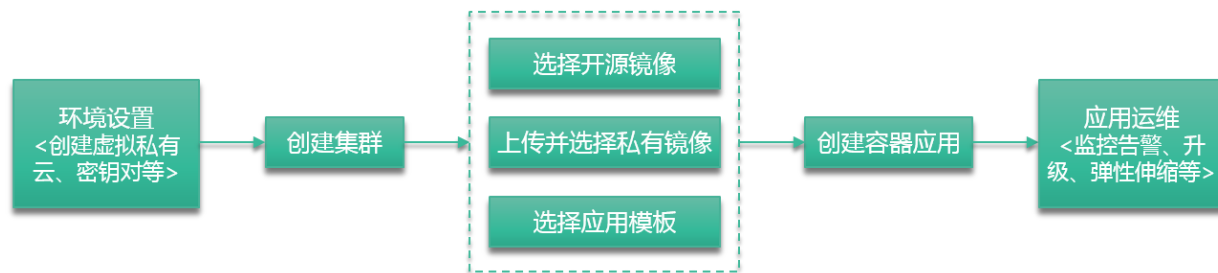 环境设置
<创建虚拟私有
云、密钥对等>
创建集群
选择开源镜像
上传并选择私有镜像
选择应用模板
创建容器应用
应用运维
<监控告警、升
级、弹性伸缩等>